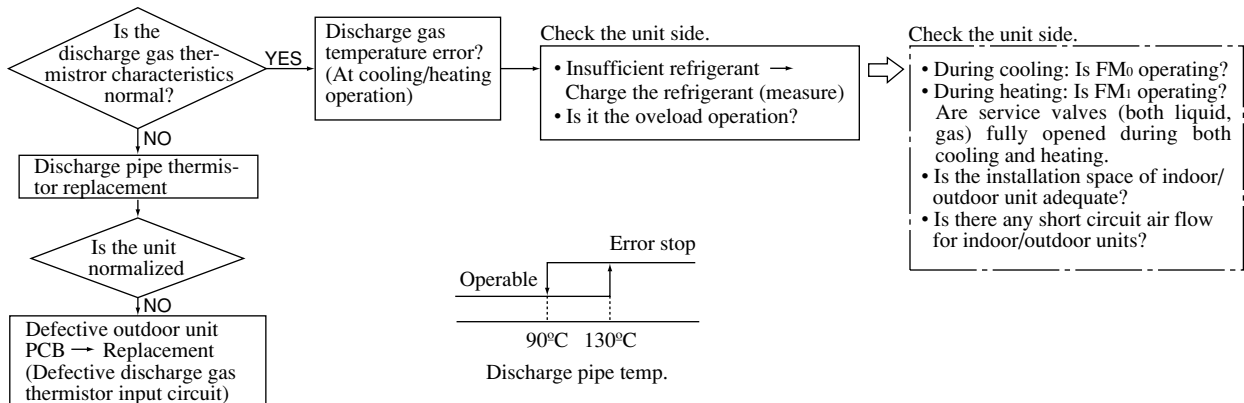 Is the
discharge gas ther-
mistror characteristics
normal?
YES
NO
Discharge gas
temperature error?
(At cooling/heating
operation)
Check the unit side.
• Insufficient refrigerant →
Charge the refrigerant (measure)
• Is it the oveload operation?
Check the unit side.
• During cooling: Is FM0 operating?
• During heating: Is FM1 operating?
Are service valves (both liquid,
gas) fully opened during both
cooling and heating.
• Is the installation space of indoor/
outdoor unit adequate?
• Is there any short circuit air flow
for indoor/outdoor units?
Discharge pipe thermis-
tor replacement
Is the unit
normalized
NO
Defective outdoor unit
PCB → Replacement
(Defective discharge gas
thermistor input circuit)
Error stop
Operable
90ºC 130ºC
Discharge pipe temp.